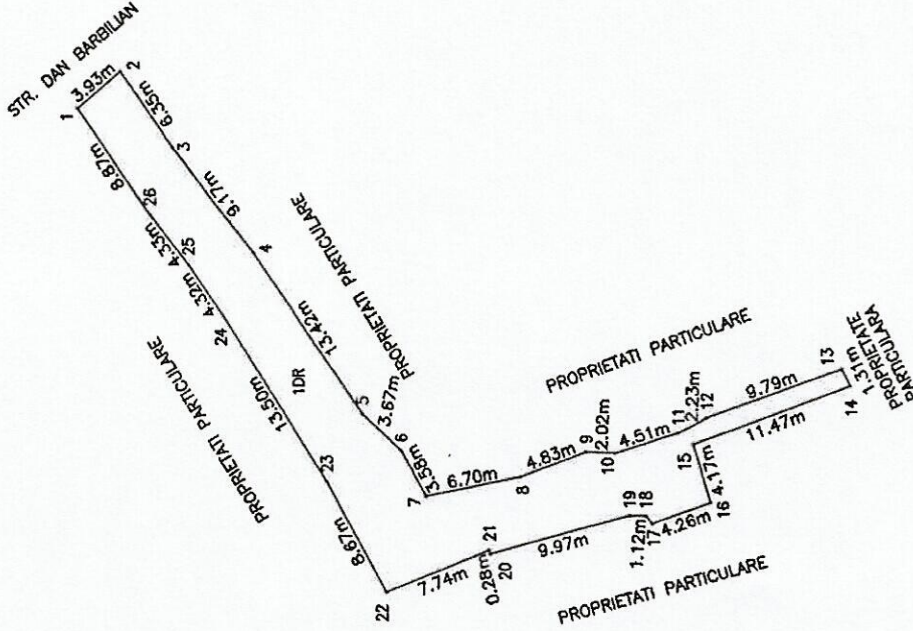 STR. DAN BARBILIAN
1
3.93m
2
6.35m
3
9.17m
4
13.42m
5
3.67m
6
3.58m
7
6.70m
8
4.83m
9
2.02m
10
4.51m
11
2.23m
12
9.79m
13
1.31m
14
11.47m
15
4.17m
16
4.26m
17
1.12m
18
19
9.97m
20
0.28m
21
7.74m
22
8.67m
23
13.50m
24
4.32m
25
4.33m
26
8.87m
1DR
PROPRIETATI PARTICULARE
PROPRIETATI PARTICULARE
PROPRIETATI PARTICULARE
PROPRIETATE
PARTICULARA
PROPRIETATI PARTICULARE